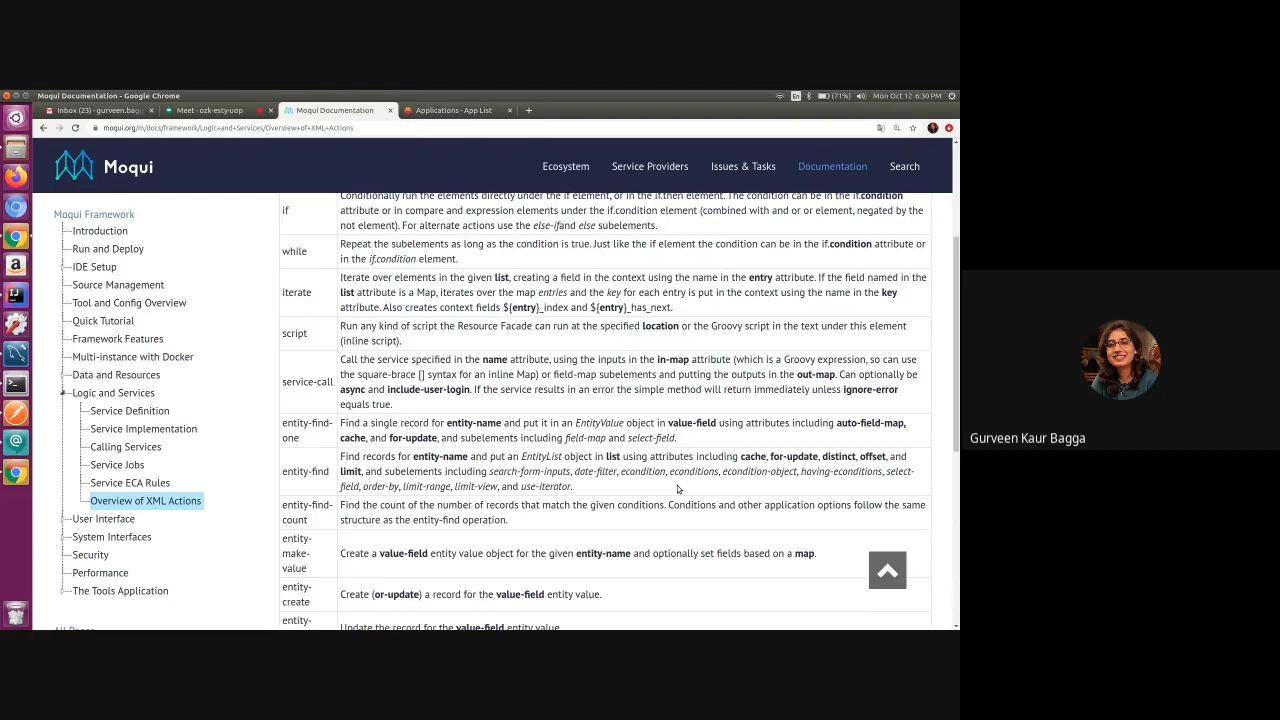 Moqui Documentation - Google Chrome
En (71%) Mon Oct 12 6:30 PM
Inbox (23) - gurveen.bagg
Meet - ozk-esty-uop
Moqui Documentation
Applications - App List
moqui.org/m/docs/framework/Logic+and+Services/Overview+of+XML+Actions
Moqui
Ecosystem
Service Providers
Issues & Tasks
Documentation
Search
Moqui Framework
Introduction
Run and Deploy
IDE Setup
Source Management
Tool and Config Overview
Quick Tutorial
Framework Features
Multi-instance with Docker
Data and Resources
Logic and Services
Service Definition
Service Implementation
Calling Services
Service Jobs
Service ECA Rules
Overview of XML Actions
User Interface
System Interfaces
Security
Performance
The Tools Application
if
Conditionally run the elements directly under the if element, or in the if.then element. The condition can be in the if.condition
attribute or in compare and expression elements under the if.condition element (combined with and or or element, negated by the
not element). For alternate actions use the else-ifand else subelements.
while
Repeat the subelements as long as the condition is true. Just like the if element the condition can be in the if.condition attribute or
in the if.condition element.
iterate
Iterate over elements in the given list, creating a field in the context using the name in the entry attribute. If the field named in the
list attribute is a Map, iterates over the map entries and the key for each entry is put in the context using the name in the key
attribute. Also creates context fields ${entry}_index and ${entry}_has_next.
script
Run any kind of script the Resource Facade can run at the specified location or the Groovy script in the text under this element
(inline script).
service-call
Call the service specified in the name attribute, using the inputs in the in-map attribute (which is a Groovy expression, so can use
the square-brace [] syntax for an inline Map) or field-map subelements and putting the outputs in the out-map. Can optionally be
async and include-user-login. If the service results in an error the simple method will return immediately unless ignore-error
equals true.
entity-find-
one
Find a single record for entity-name and put it in an EntityValue object in value-field using attributes including auto-field-map,
cache, and for-update, and subelements including field-map and select-field.
entity-find
Find records for entity-name and put an EntityList object in list using attributes including cache, for-update, distinct, offset, and
limit, and subelements including search-form-inputs, date-filter, econdition, econditions, econdition-object, having-econditions, select-
field, order-by, limit-range, limit-view, and use-iterator.
entity-find-
count
Find the count of the number of records that match the given conditions. Conditions and other application options follow the same
structure as the entity-find operation.
entity-
make-
value
Create a value-field entity value object for the given entity-name and optionally set fields based on a map.
entity-
create
Create (or-update) a record for the value-field entity value.
entity-
Update the record for the value-field entity value.
Gurveen Kaur Bagga